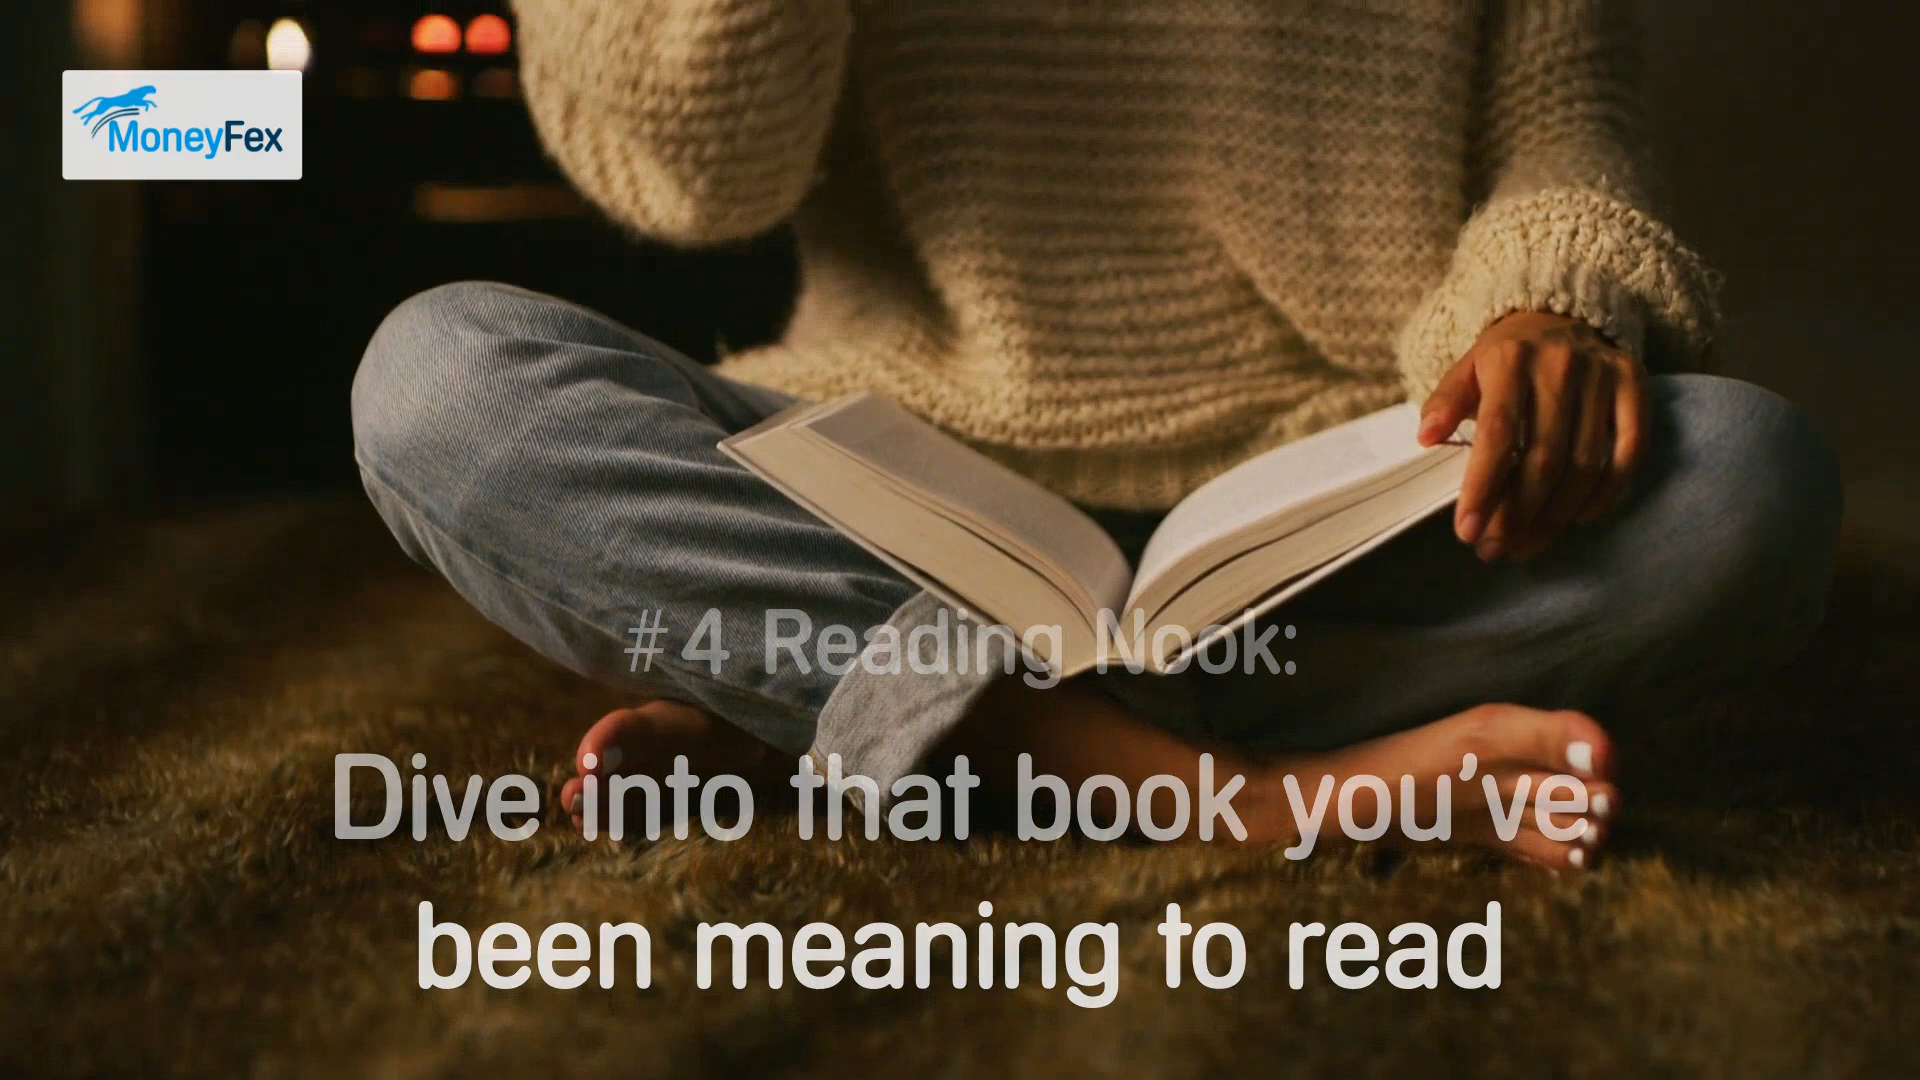 MoneyFex
#4 Reading Nook:
Dive into that book you’ve
been meaning to read